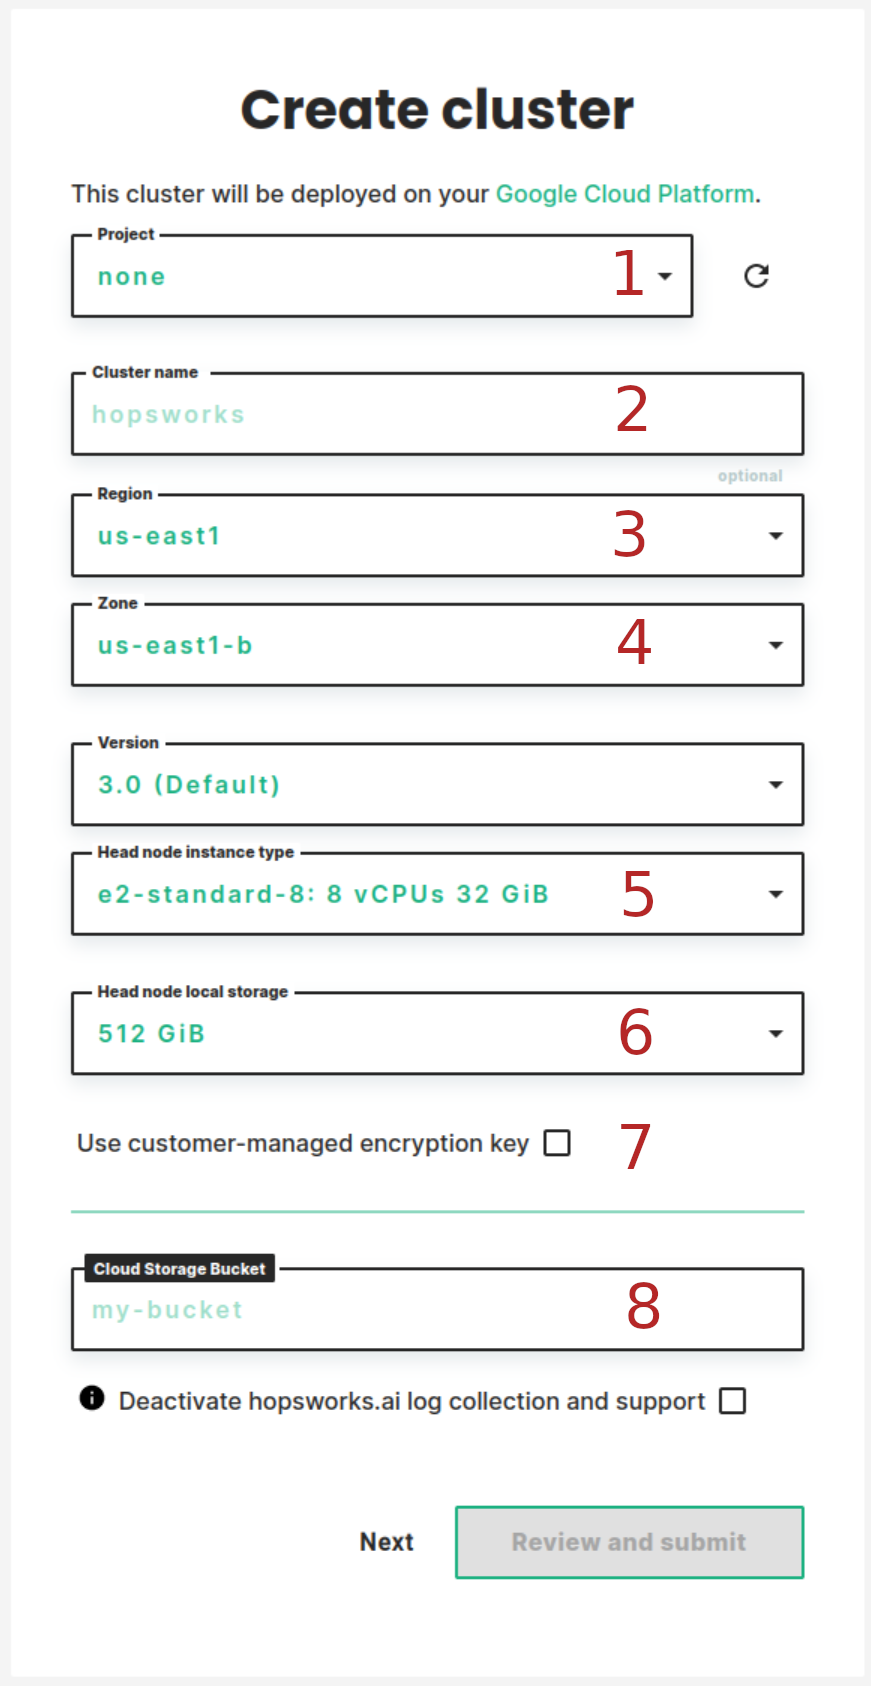 Create cluster
This cluster will be deployed on your Google Cloud Platform.
Project
none 1
Cluster name
hopsworks 2
optional
Region
us-east1 3
Zone
us-east1-b 4
Version
3.0 (Default)
Head node instance type
e2-standard-8: 8 vCPUs 32 GiB 5
Head node local storage
512 GiB 6
Use customer-managed encryption key 7
Cloud Storage Bucket
my-bucket 8
Deactivate hopsworks.ai log collection and support
Next Review and submit